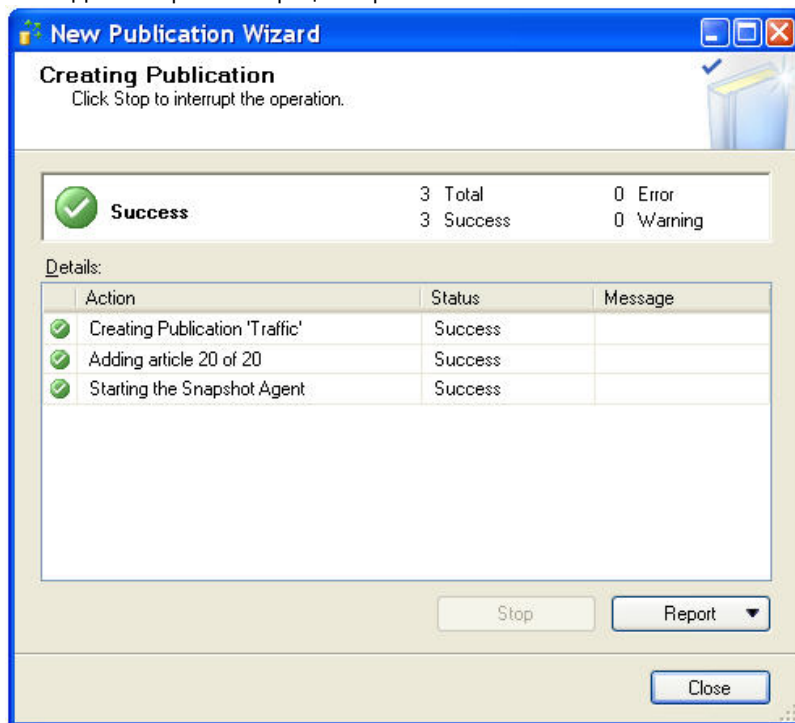 New Publication Wizard
Creating Publication
Click Stop to interrupt the operation.
Success
3 Total 0 Error
3 Success 0 Warning
Details:
Action Status Message
Creating Publication 'Traffic' Success
Adding article 20 of 20 Success
Starting the Snapshot Agent Success
Stop Report
Close